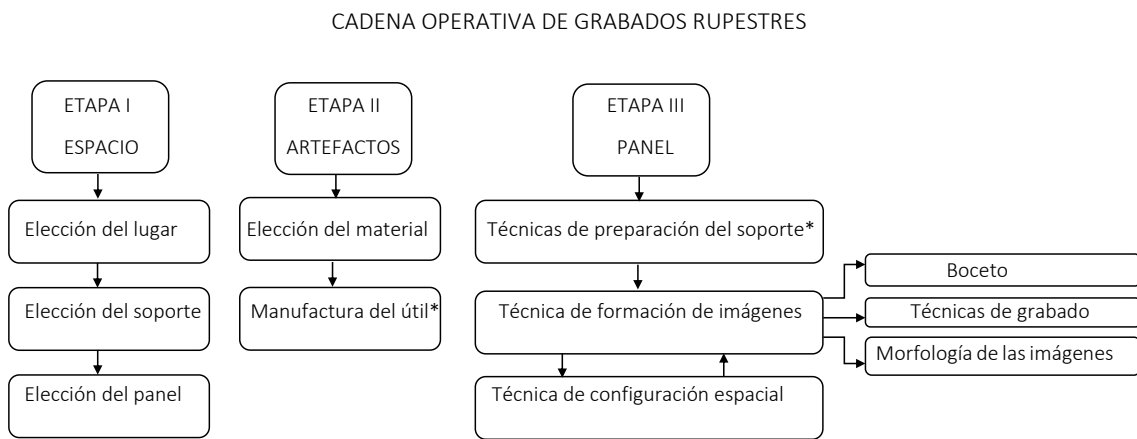 CADENA OPERATIVA DE GRABADOS RUPESTRES
ETAPA I
ESPACIO
Elección del lugar
Elección del soporte
Elección del panel
ETAPA II
ARTEFACTOS
Elección del material
Manufactura del útil*
ETAPA III
PANEL
Técnicas de preparación del soporte*
Técnica de formación de imágenes
Técnica de configuración espacial
Boceto
Técnicas de grabado
Morfología de las imágenes